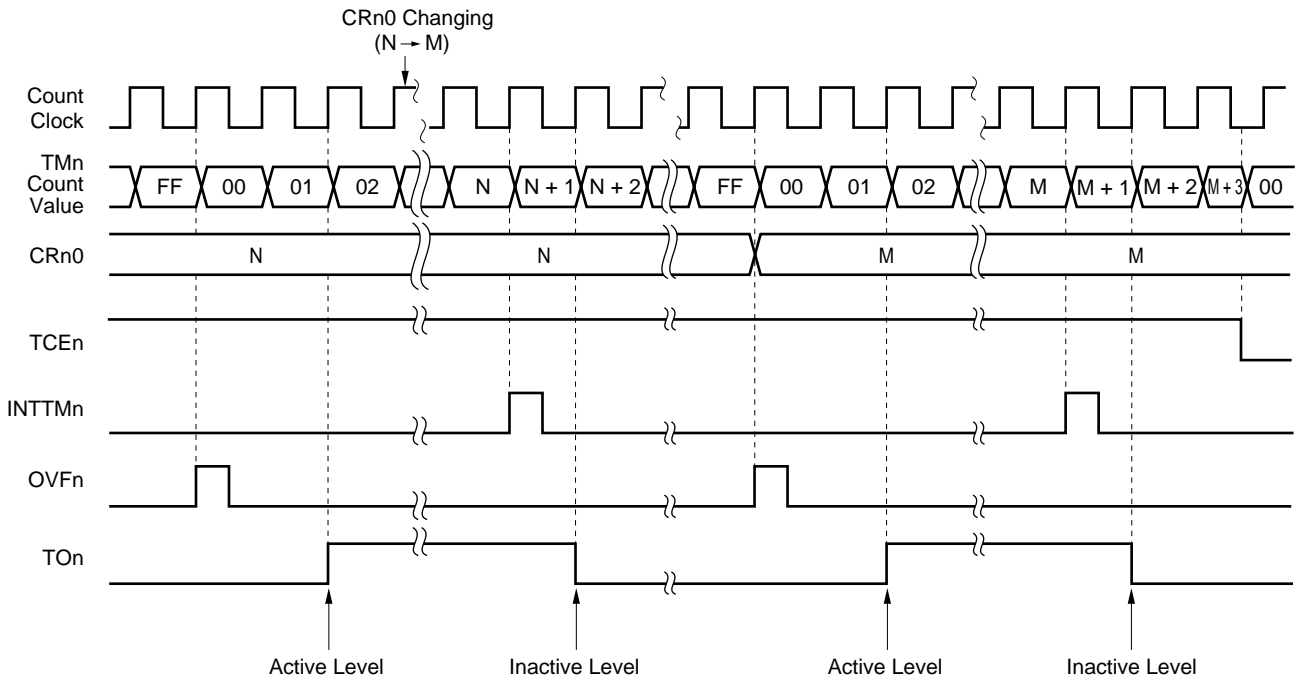 CRn0 Changing
(N → M)
Count
Clock
TMn
Count
Value
FF 00 01 02 N N + 1 N + 2 FF 00 01 02 M M + 1 M + 2 M + 3 00
CRn0
N N M M
TCEn
INTTMn
OVFn
TOn
Active Level Inactive Level Active Level Inactive Level